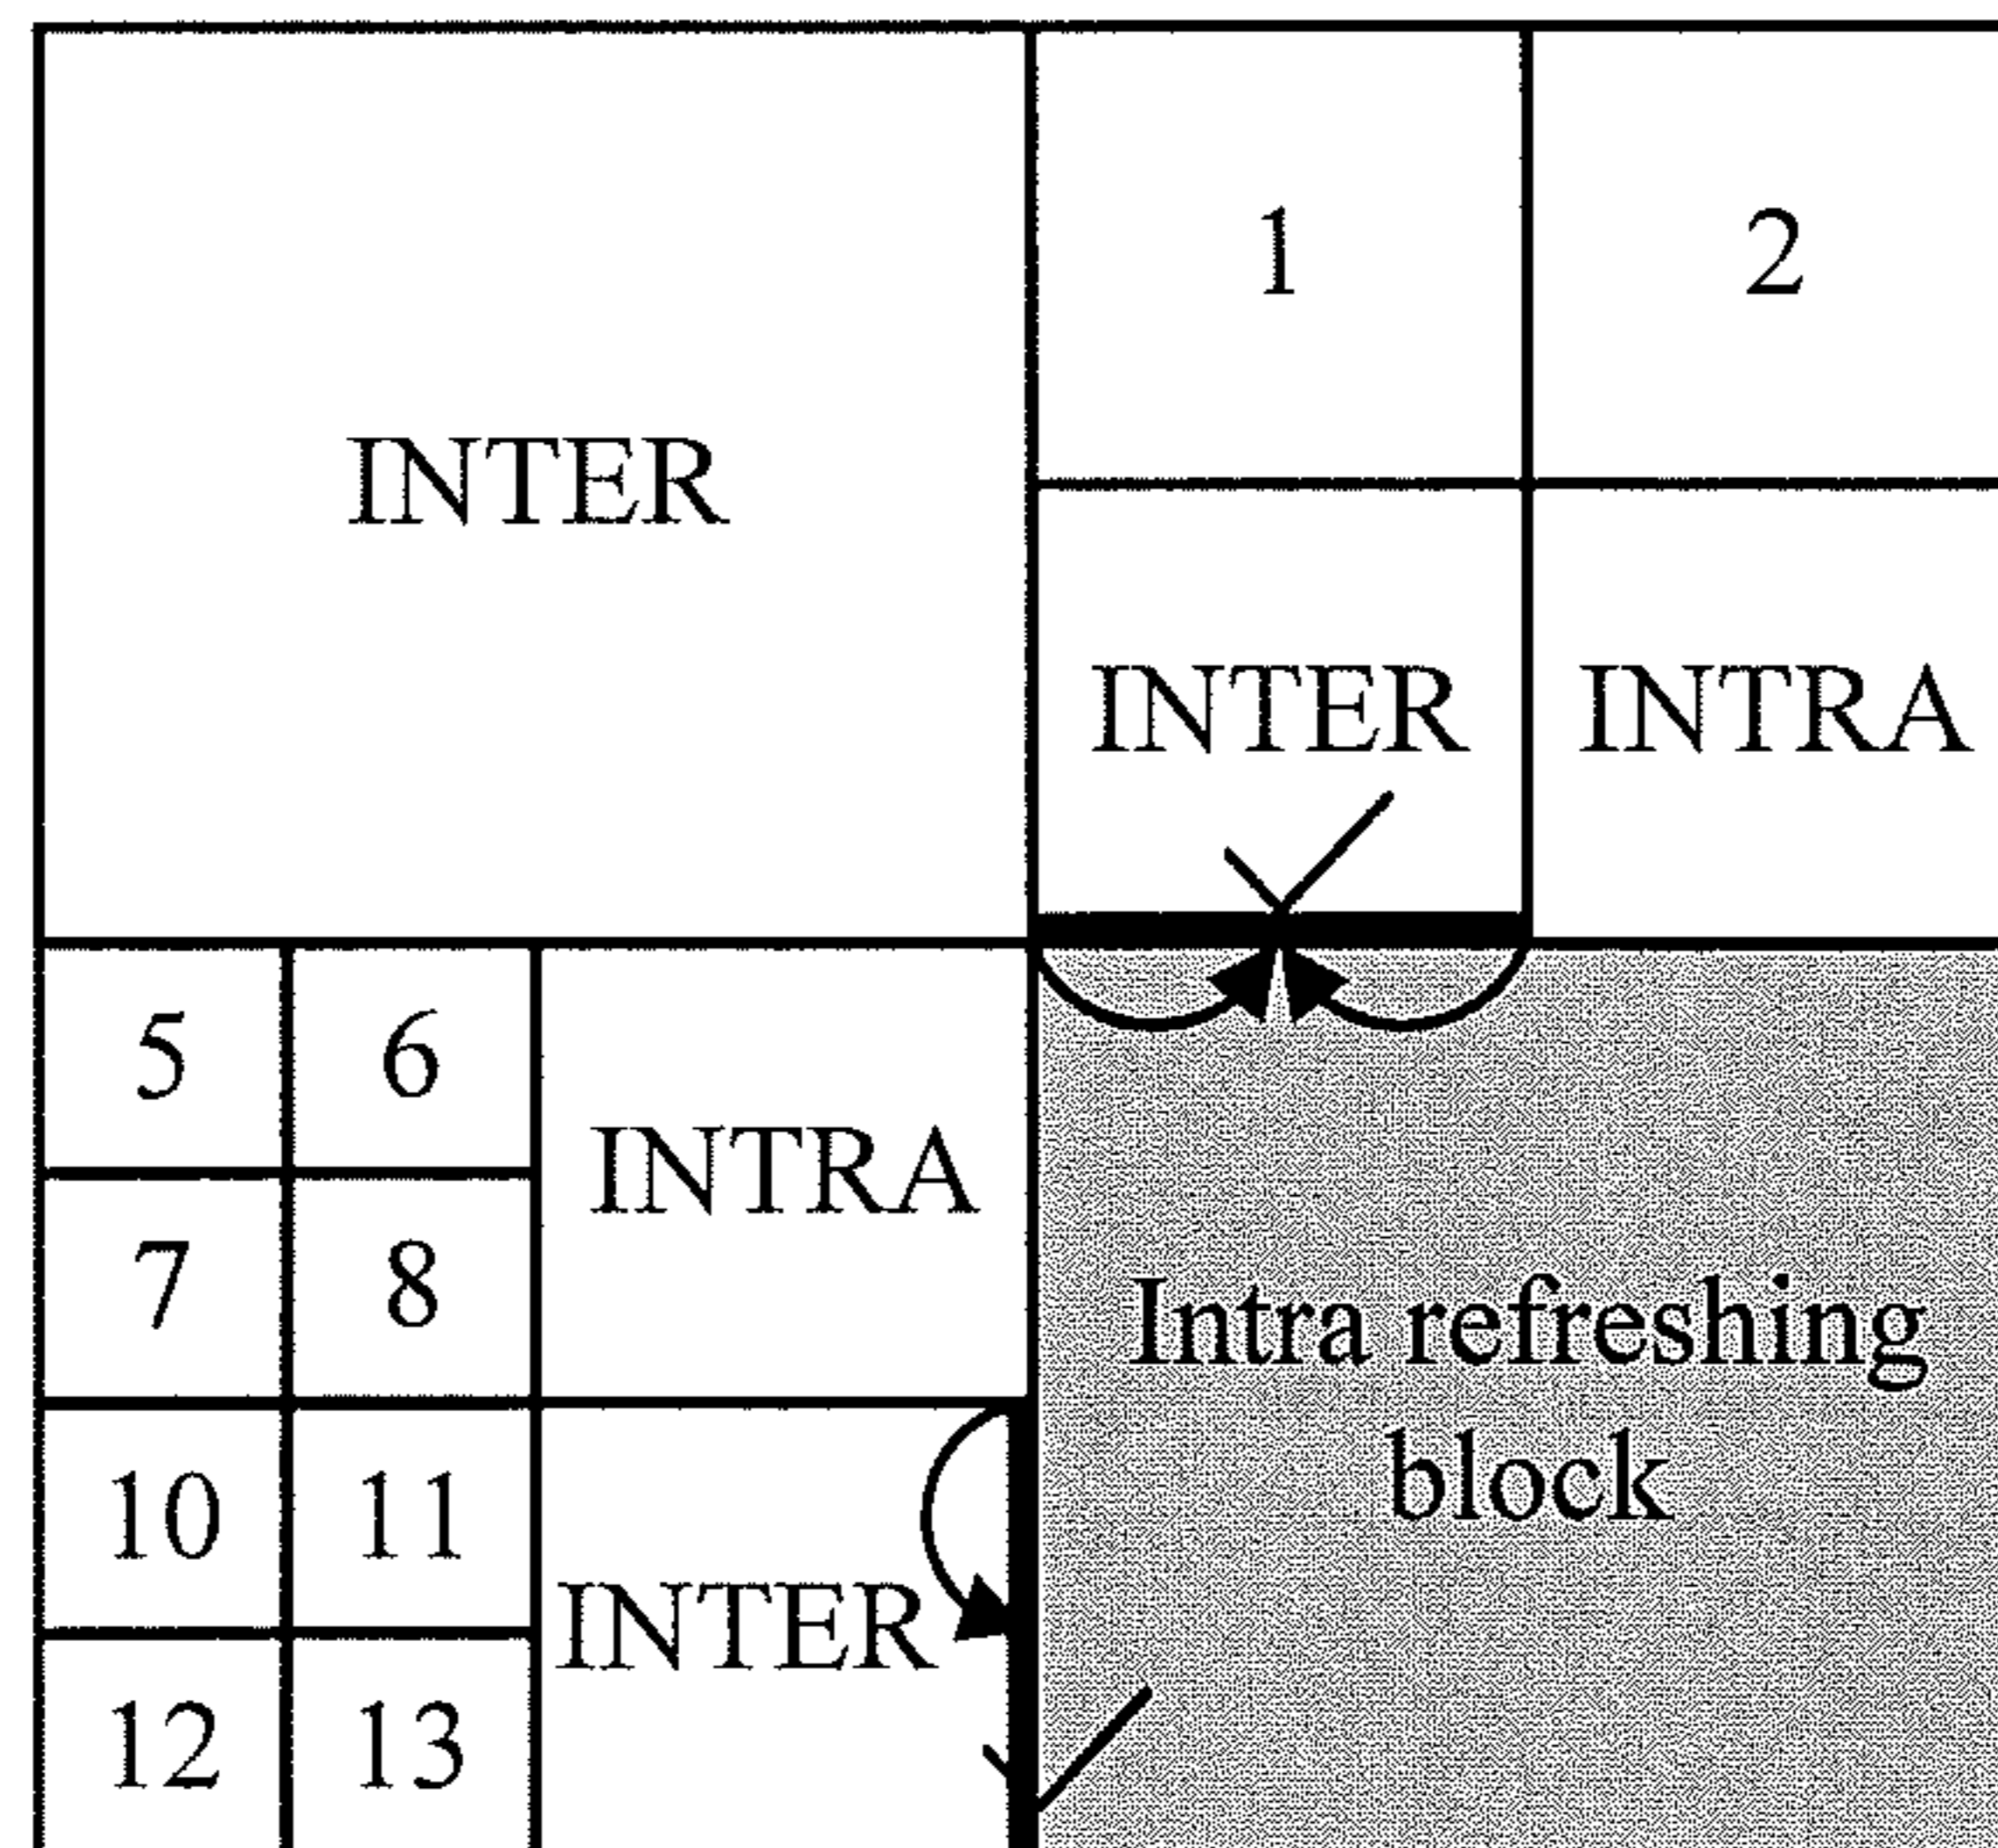 1
2
INTER
INTER
INTRA
5
6
INTRA
7
8
Intra refreshing
block
10
11
INTER
12
13